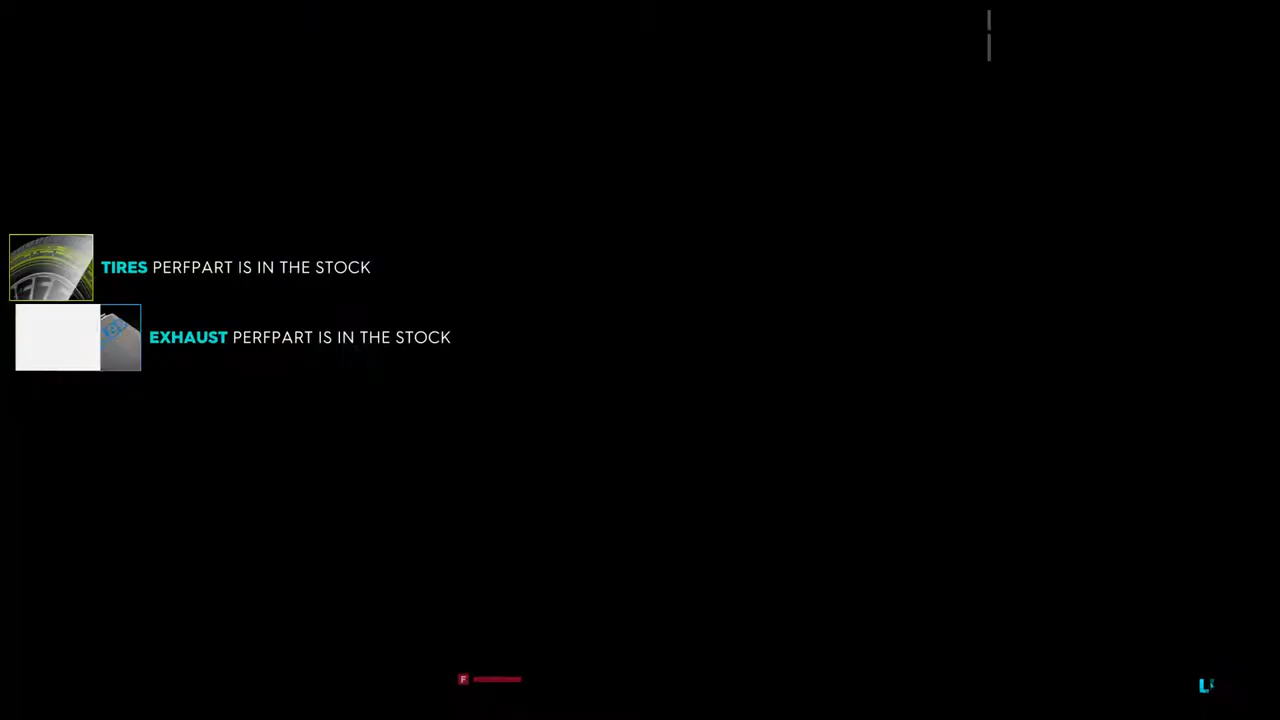 TIRES PERFPART IS IN THE STOCK
EXHAUST PERFPART IS IN THE STOCK
F